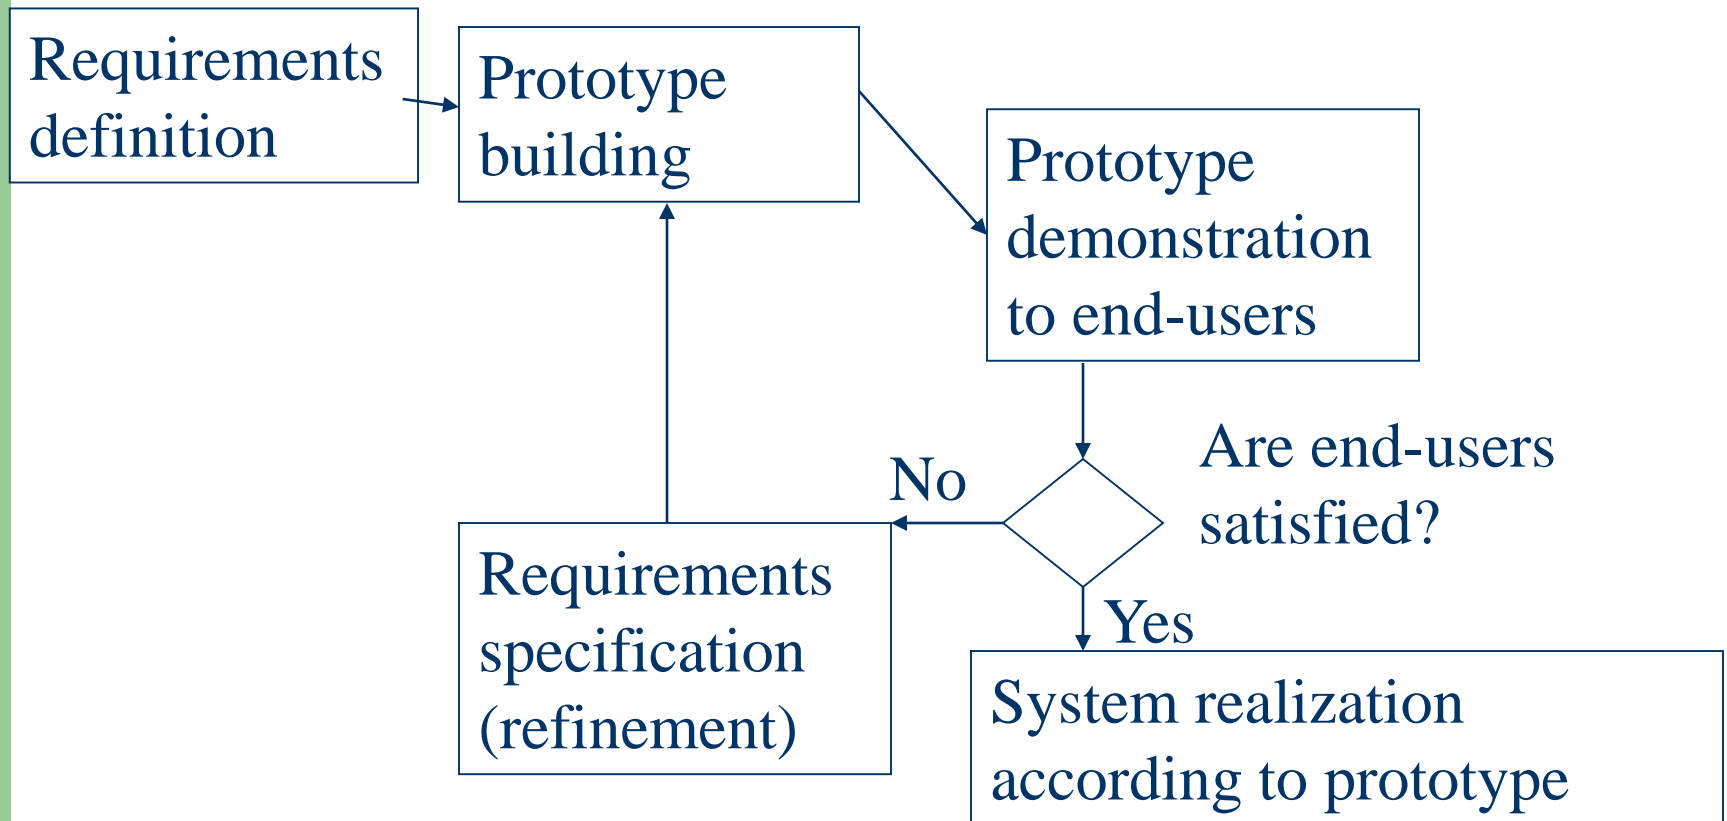 Requirements
definition
Prototype
building
Prototype
demonstration
to end-users
Are end-users
satisfied?
No
Yes
Requirements
specification
(refinement)
System realization
according to prototype